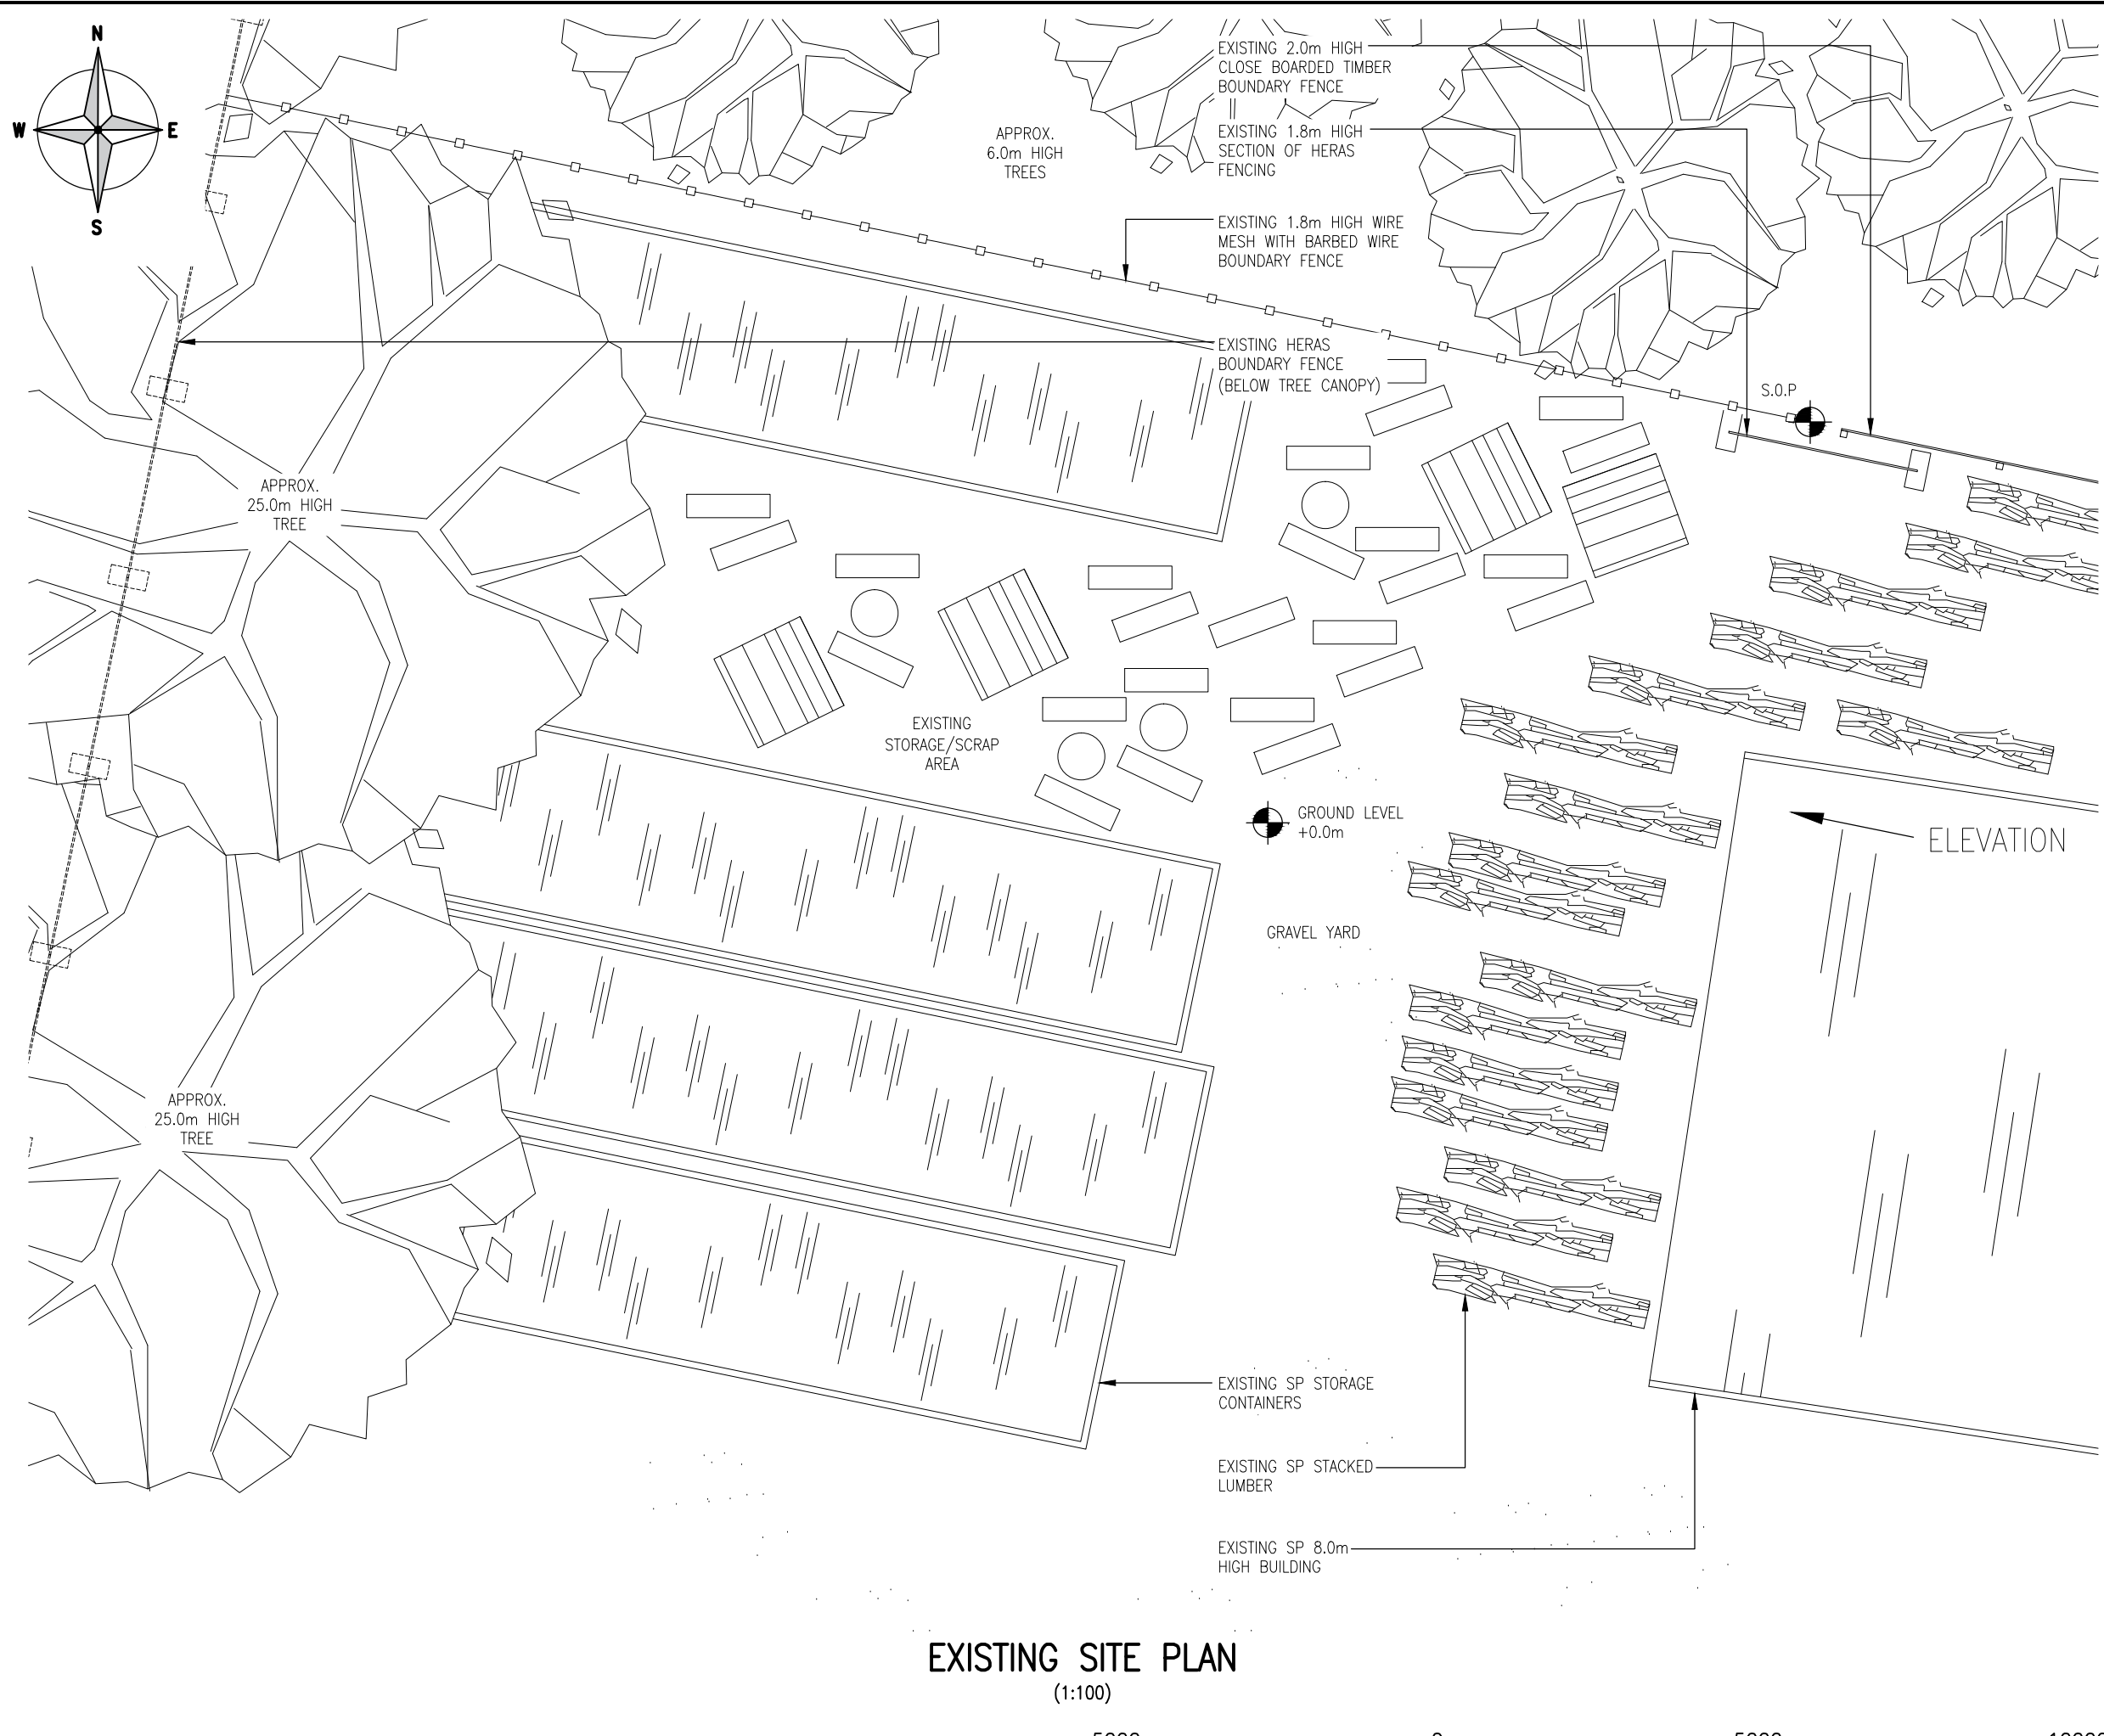 N
W
E
S
EXISTING 2.0m HIGH
CLOSE BOARDED TIMBER
BOUNDARY FENCE
APPROX.
6.0m HIGH
TREES
EXISTING 1.8m HIGH
SECTION OF HERAS
FENCING
EXISTING 1.8m HIGH WIRE
MESH WITH BARBED WIRE
BOUNDARY FENCE
EXISTING HERAS
BOUNDARY FENCE
(BELOW TREE CANOPY)
S.O.P
APPROX.
25.0m HIGH
TREE
EXISTING
STORAGE/SCRAP
AREA
GROUND LEVEL
+0.0m
ELEVATION
GRAVEL YARD
APPROX.
25.0m HIGH
TREE
EXISTING SP STORAGE
CONTAINERS
EXISTING SP STACKED
LUMBER
EXISTING SP 8.0m
HIGH BUILDING
EXISTING SITE PLAN
(1:100)